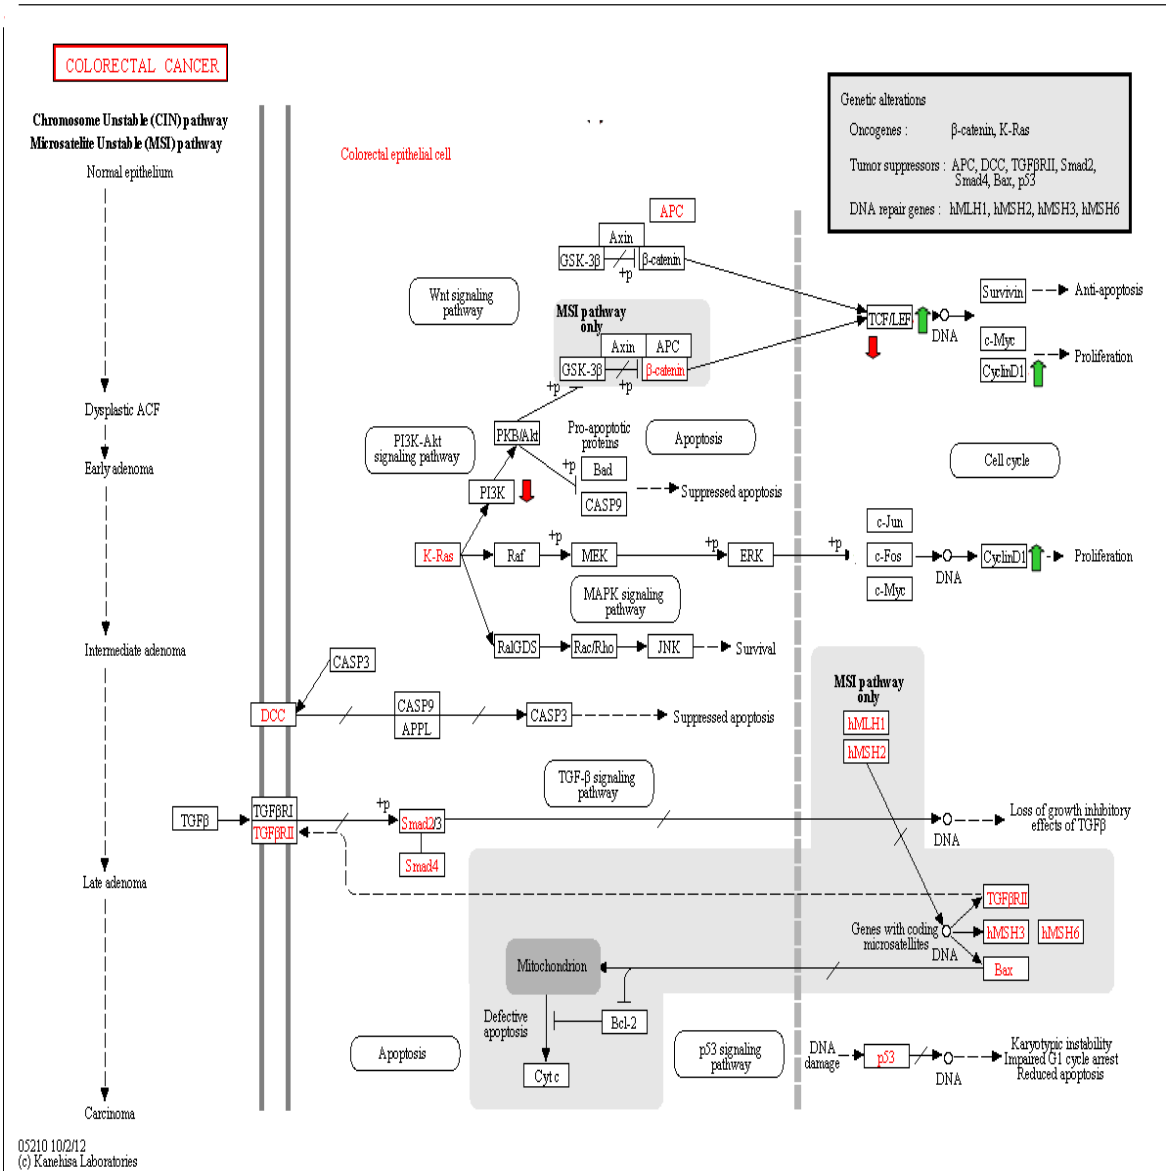 COLORECTAL CANCER
Chromosome Unstable (CIN) pathway
Microsatelite Unstable (MSI) pathway
Normal epithelium
Dysplastic ACF
Early adenoma
Intermediate adenoma
Late adenoma
Carcinoma
Colorectal epithelial cell
Genetic alterations
Oncogenes : β-catenin, K-Ras
Tumor suppressors : APC, DCC, TGFβRII, Smad2,
Smad4, Bax, p53
DNA repair genes : hMLH1, hMSH2, hMSH3, hMSH6
APC
Axin
GSK-3β
β-catenin
+p
Wnt signaling
pathway
MSI pathway
only
Axin
APC
GSK-3β
β-catenin
+p
+p
TCF/LEF
DNA
Survivin
Anti-apoptosis
c-Myc
CyclinD1
Proliferation
PI3K-Akt
signaling pathway
PKB/Akt
Pro-apoptotic
proteins
Apoptosis
+p
Bad
CASP9
Suppressed apoptosis
PI3K
Cell cycle
K-Ras
Raf
+p
MEK
+p
ERK
+p
c-Jun
c-Fos
c-Myc
DNA
CyclinD1
Proliferation
MAPK signaling
pathway
RalGDS
Rac/Rho
JNK
Survival
CASP3
DCC
CASP9
APPL
CASP3
Suppressed apoptosis
MSI pathway
only
hMLH1
hMSH2
TGF-β signaling
pathway
TGFβ
TGFβRI
TGFβRII
+p
Smad2/3
Smad4
DNA
Loss of growth inhibitory
effects of TGFβ
TGFβRII
Genes with coding
microsatellites
DNA
hMSH3
hMSH6
Bax
Mitochondrion
Defective
apoptosis
Bcl-2
Cyt c
Apoptosis
p53 signaling
pathway
DNA
damage
p53
DNA
Karyotypic instability
Impaired G1 cycle arrest
Reduced apoptosis
05210 10/2/12
(c) Kanehisa Laboratories